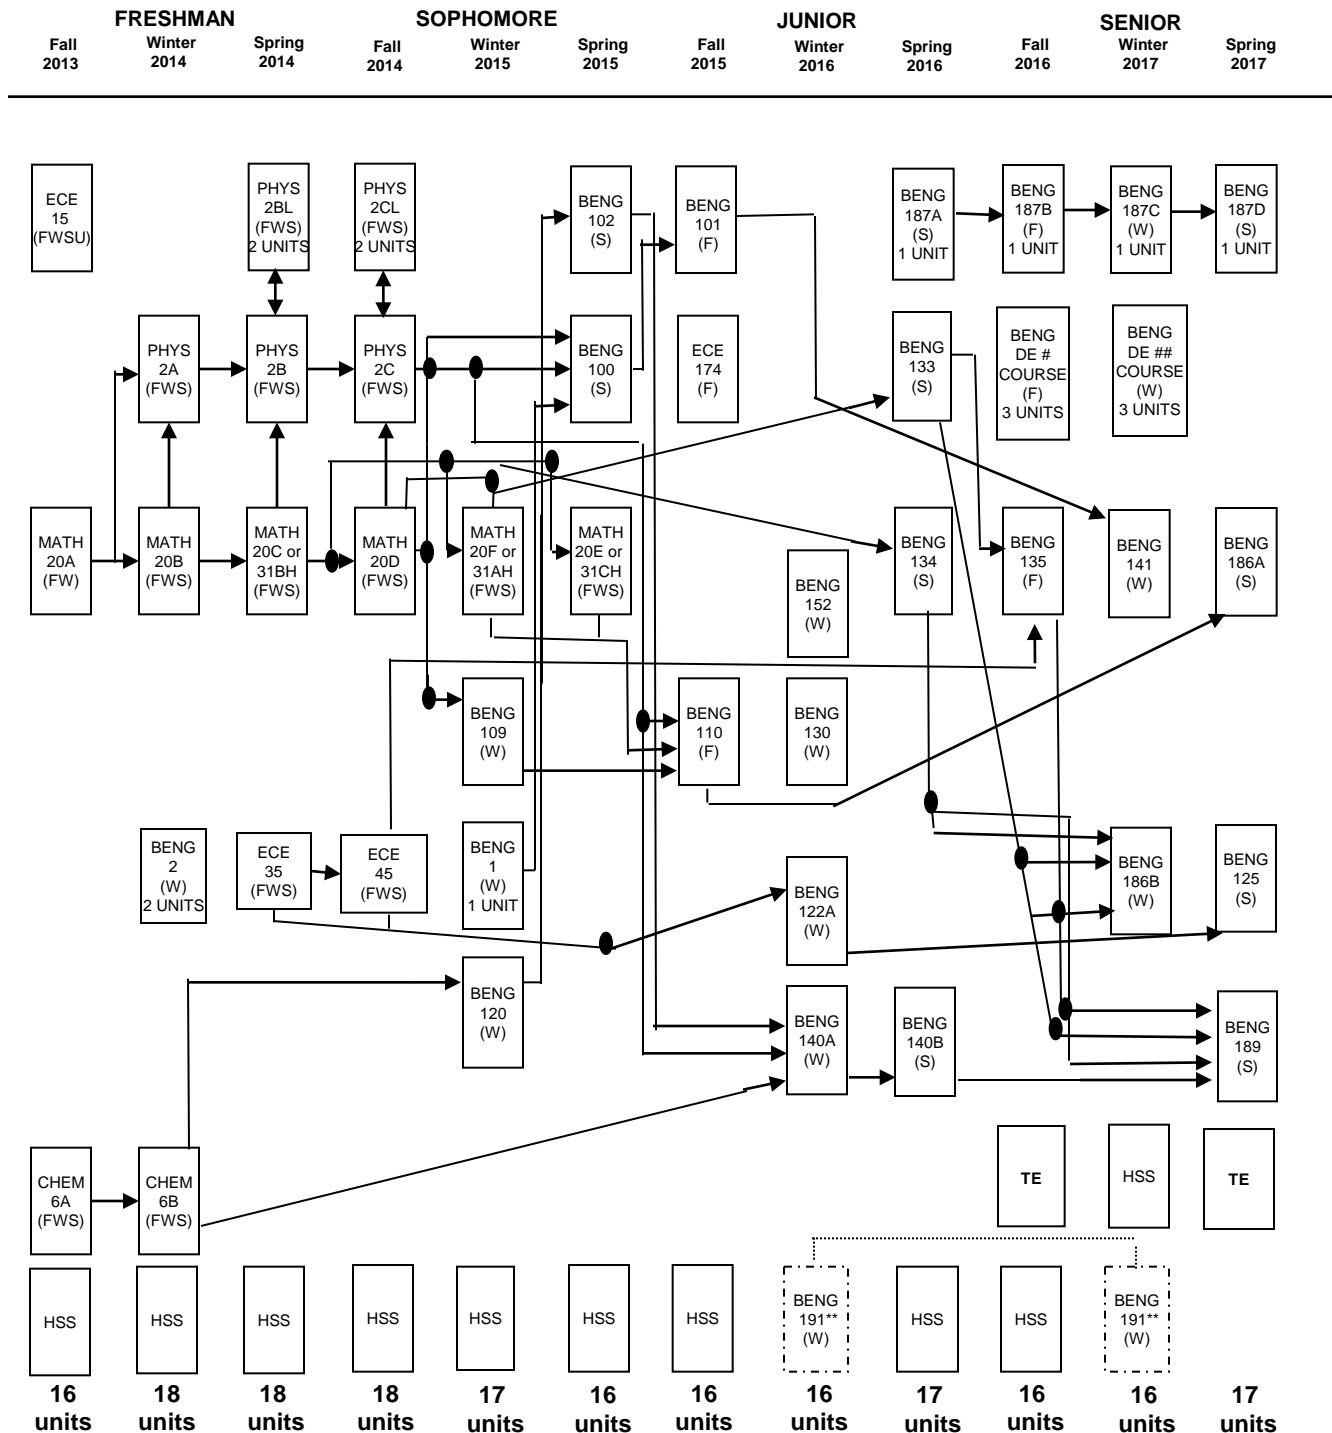 FRESHMAN
SOPHOMORE
JUNIOR
SENIOR
Fall
2013
Winter
2014
Spring
2014
Fall
2014
Winter
2015
Spring
2015
Fall
2015
Winter
2016
Spring
2016
Fall
2016
Winter
2017
Spring
2017
ECE
15
(FWSU)
PHYS
2BL
(FWS)
2 UNITS
PHYS
2CL
(FWS)
2 UNITS
BENG
102
(S)
BENG
101
(F)
BENG
187A
(S)
1 UNIT
BENG
187B
(F)
1 UNIT
BENG
187C
(W)
1 UNIT
BENG
187D
(S)
1 UNIT
PHYS
2A
(FWS)
PHYS
2B
(FWS)
PHYS
2C
(FWS)
BENG
100
(S)
ECE
174
(F)
BENG
133
(S)
BENG
DE #
COURSE
(F)
3 UNITS
BENG
DE ##
COURSE
(W)
3 UNITS
MATH
20A
(FW)
MATH
20B
(FWS)
MATH
20C or
31BH
(FWS)
MATH
20D
(FWS)
MATH
20F or
31AH
(FWS)
MATH
20E or
31CH
(FWS)
BENG
152
(W)
BENG
134
(S)
BENG
135
(F)
BENG
141
(W)
BENG
186A
(S)
BENG
109
(W)
BENG
110
(F)
BENG
130
(W)
BENG
2
(W)
2 UNITS
ECE
35
(FWS)
ECE
45
(FWS)
BENG
1
(W)
1 UNIT
BENG
122A
(W)
BENG
186B
(W)
BENG
125
(S)
BENG
120
(W)
BENG
140A
(W)
BENG
140B
(S)
BENG
189
(S)
CHEM
6A
(FWS)
CHEM
6B
(FWS)
TE
HSS
TE
HSS
HSS
HSS
HSS
HSS
HSS
HSS
BENG
191**
(W)
HSS
HSS
BENG
191**
(W)
16
units
18
units
18
units
18
units
17
units
16
units
16
units
16
units
17
units
16
units
16
units
17
units